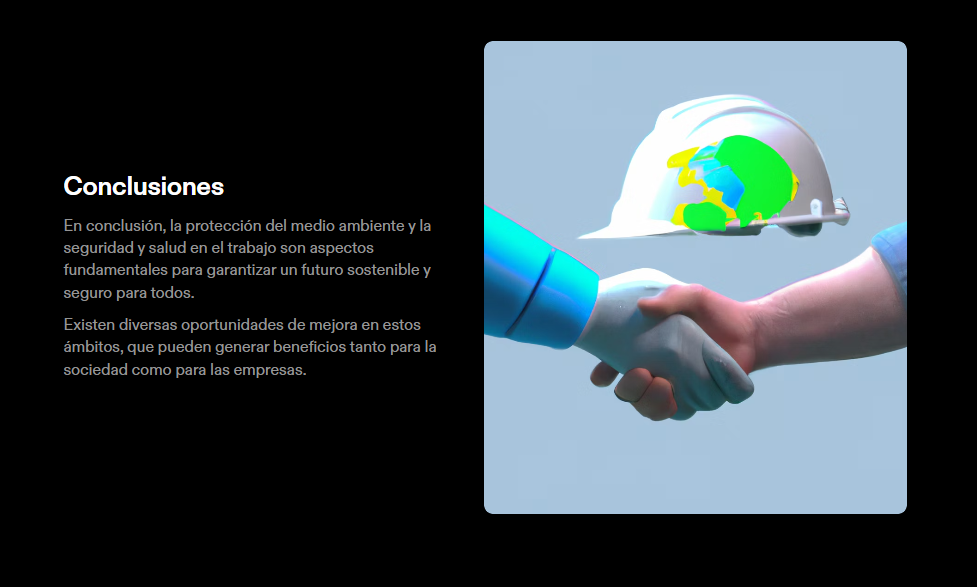 Conclusiones
En conclusión, la protección del medio ambiente y la
seguridad y salud en el trabajo son aspectos
fundamentales para garantizar un futuro sostenible y
seguro para todos.
Existen diversas oportunidades de mejora en estos
ámbitos, que pueden generar beneficios tanto para la
sociedad como para las empresas.